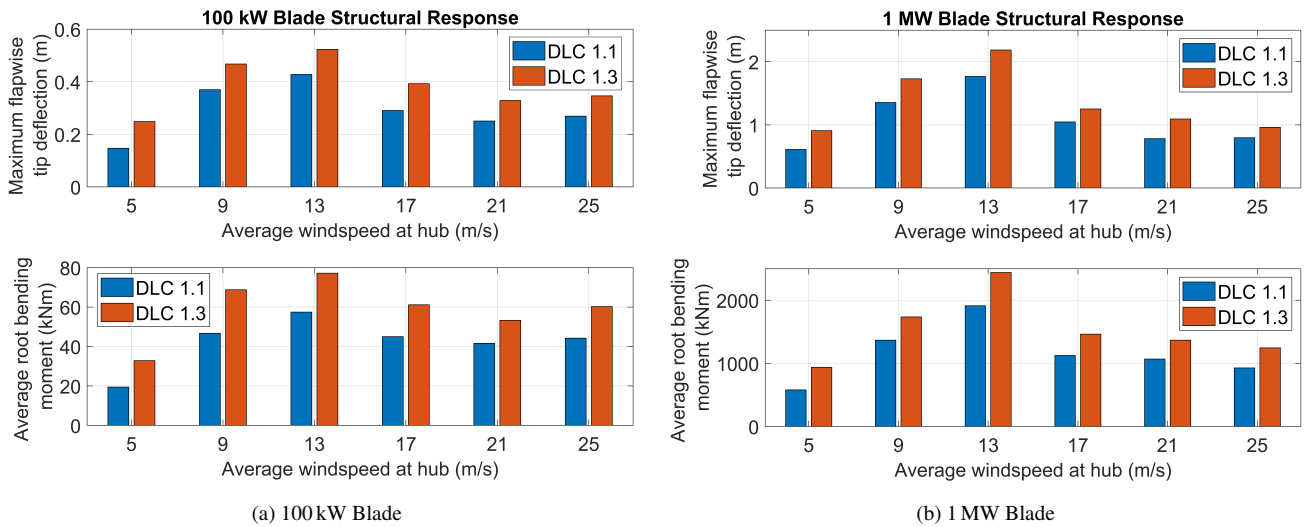 100 kW Blade Structural Response
Maximum flapwise
tip deflection (m)
0.6
0.4
0.2
0
DLC 1.1
DLC 1.3
5 9 13 17 21 25
Average windspeed at hub (m/s)
Average root bending
moment (kNm)
80
60
40
20
0
DLC 1.1
DLC 1.3
5 9 13 17 21 25
Average windspeed at hub (m/s)
(a) 100 kW Blade
1 MW Blade Structural Response
Maximum flapwise
tip deflection (m)
2
1
0
DLC 1.1
DLC 1.3
5 9 13 17 21 25
Average windspeed at hub (m/s)
Average root bending
moment (kNm)
2000
1000
0
DLC 1.1
DLC 1.3
5 9 13 17 21 25
Average windspeed at hub (m/s)
(b) 1 MW Blade